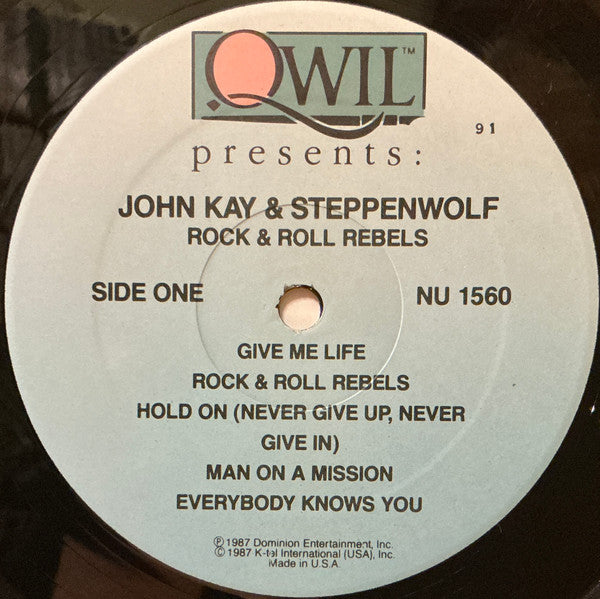 QWIL™
91
presents:
JOHN KAY & STEPPENWOLF
ROCK & ROLL REBELS
SIDE ONE NU 1560
GIVE ME LIFE
ROCK & ROLL REBELS
HOLD ON (NEVER GIVE UP, NEVER
GIVE IN)
MAN ON A MISSION
EVERYBODY KNOWS YOU
℗1987 Dominion Entertainment, Inc.
©1987 K-tel International (USA), Inc.
Made in U.S.A.